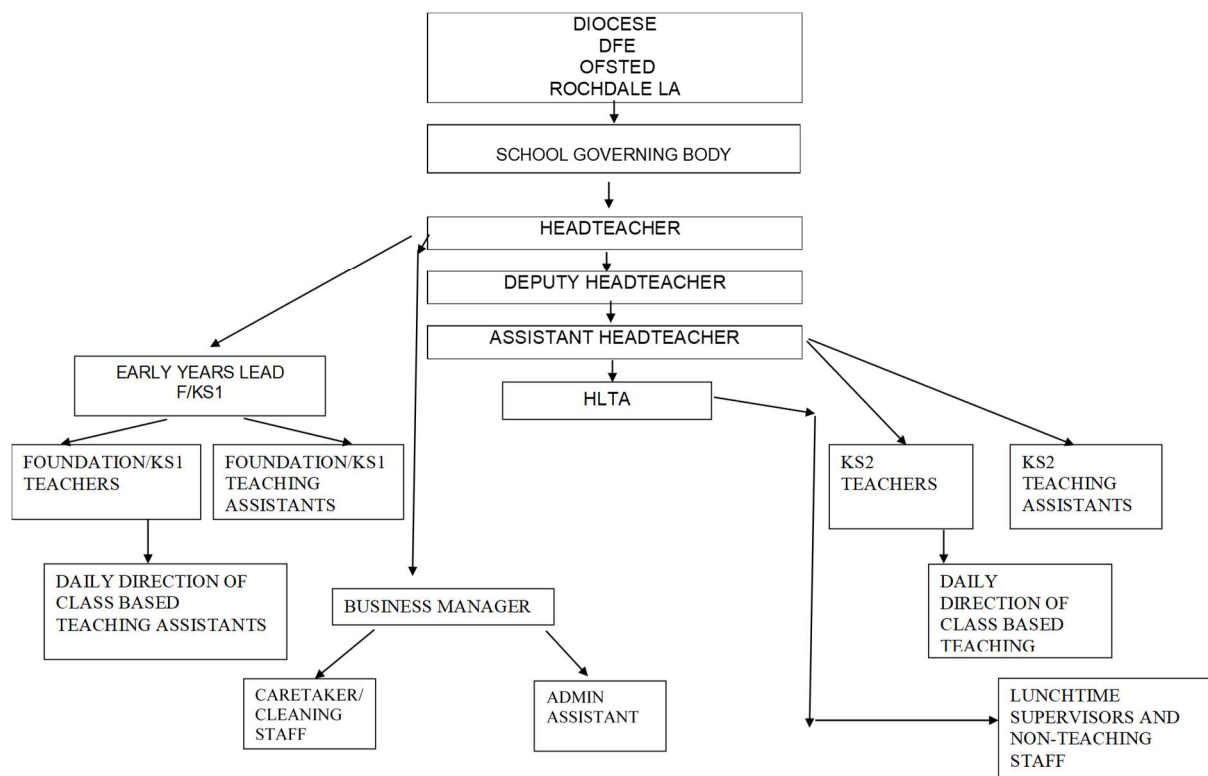 DIOCESE
DFE
OFSTED
ROCHDALE LA
SCHOOL GOVERNING BODY
HEADTEACHER
DEPUTY HEADTEACHER
ASSISTANT HEADTEACHER
EARLY YEARS LEAD
F/KS1
HLTA
FOUNDATION/KS1
TEACHERS
FOUNDATION/KS1
TEACHING
ASSISTANTS
KS2
TEACHERS
KS2
TEACHING
ASSISTANTS
DAILY DIRECTION OF
CLASS BASED
TEACHING ASSISTANTS
BUSINESS MANAGER
DAILY
DIRECTION OF
CLASS BASED
TEACHING
CARETAKER/
CLEANING
STAFF
ADMIN
ASSISTANT
LUNCHTIME
SUPERVISORS AND
NON-TEACHING
STAFF